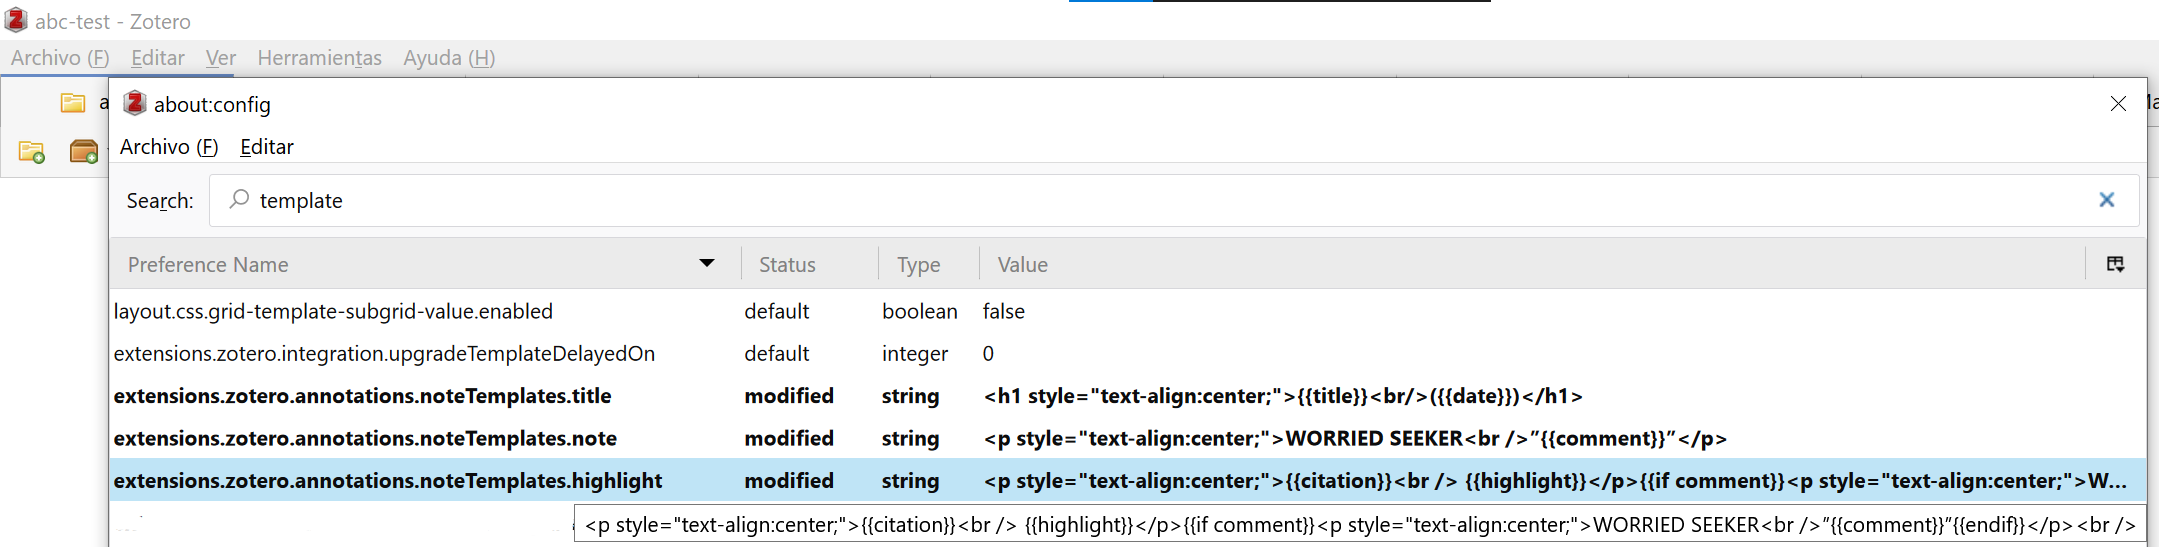 abc-test - Zotero
Archivo (F) Editar Ver Herramientas Ayuda (H)
about:config
Archivo (F) Editar
Search: template
Preference Name Status Type Value
layout.css.grid-template-subgrid-value.enabled default boolean false
extensions.zotero.integration.upgradeTemplateDelayedOn default integer 0
extensions.zotero.annotations.noteTemplates.title modified string <h1 style="text-align:center;">{{title}}<br/>({{date}})</h1>
extensions.zotero.annotations.noteTemplates.note modified string <p style="text-align:center;">WORRIED SEEKER<br />”{{comment}}”</p>
extensions.zotero.annotations.noteTemplates.highlight modified string <p style="text-align:center;">{{citation}}<br /> {{highlight}}</p>{{if comment}}<p style="text-align:center;">W...
<p style="text-align:center;">{{citation}}<br /> {{highlight}}</p>{{if comment}}<p style="text-align:center;">WORRIED SEEKER<br />”{{comment}}”{{endif}}</p><br />